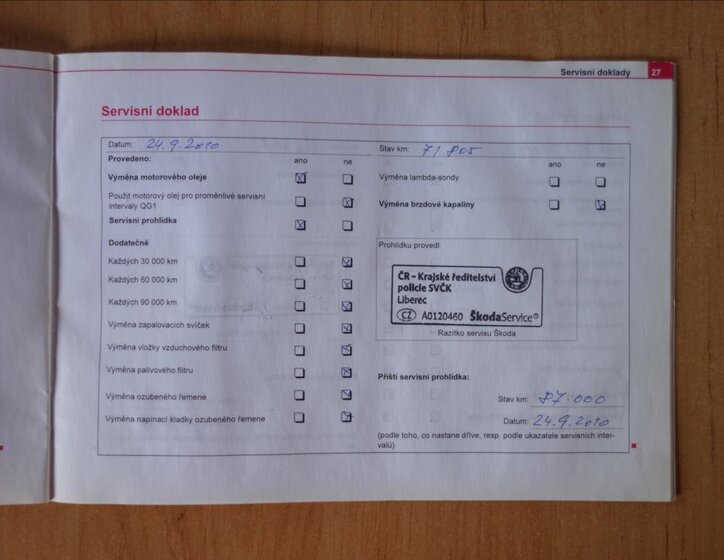 Servisní doklady 27
Servisní doklad
Datum: 24.9.2010
Provedeno: ano ne
Výměna motorového oleje
Použit motorový olej pro proměnlivé servisní
intervaly QG1
Servisní prohlídka
Dodatečně
Každých 30 000 km
Každých 60 000 km
Každých 90 000 km
Výměna zapalovacích svíček
Výměna vložky vzduchového filtru
Výměna palivového filtru
Výměna ozubeného řemene
Výměna napínací kladky ozubeného řemene
Stav km: 71 805
ano ne
Výměna lambda-sondy
Výměna brzdové kapaliny
Prohlídku provedl:
ČR - Krajské ředitelství
policie SVČK
Liberec
CZ A0120460 ŠkodaService
Razítko servisu Škoda
Příští servisní prohlídka:
Stav km: 87.000
Datum: 24.9.2010
(podle toho, co nastane dříve, resp. podle ukazatele servisních inter-
valů)